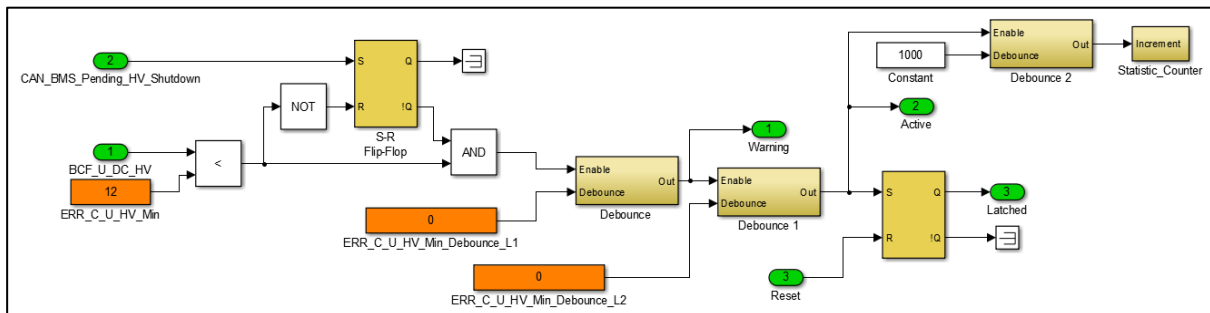 2
CAN_BMS_Pending_HV_Shutdown
1
BCF_U_DC_HV
12
ERR_C_U_HV_Min
<
NOT
S Q
R !Q
S-R
Flip-Flop
AND
0
ERR_C_U_HV_Min_Debounce_L1
Enable
Debounce
Out
Debounce
1
Warning
0
ERR_C_U_HV_Min_Debounce_L2
Enable
Debounce
Out
Debounce 1
1000
Constant
Enable
Debounce
Out
Debounce 2
Increment
Statistic_Counter
2
Active
S Q
R !Q
3
Latched
3
Reset